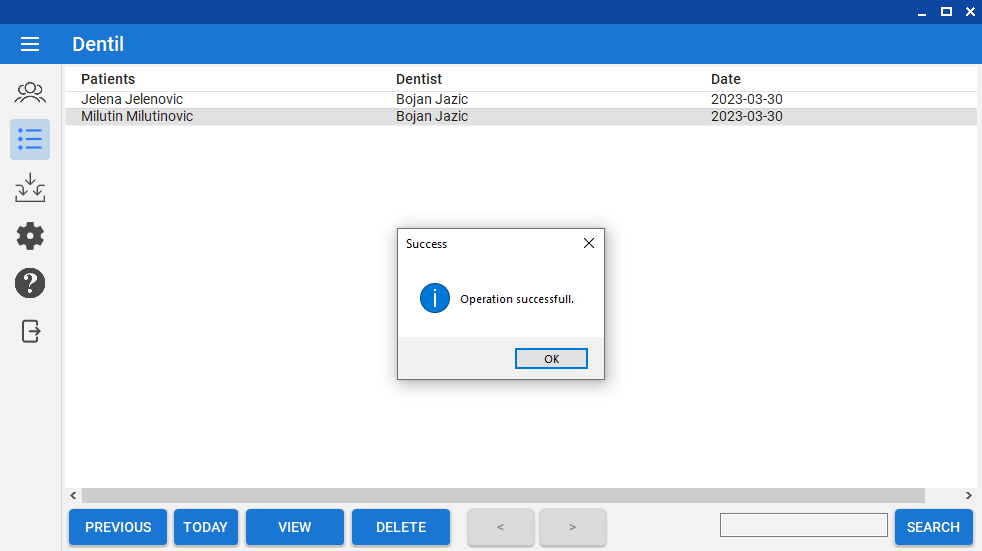 Dentil
Patients Dentist Date
Jelena Jelenovic Bojan Jazic 2023-03-30
Milutin Milutinovic Bojan Jazic 2023-03-30
Success
Operation successfull.
OK
PREVIOUS TODAY VIEW DELETE < > SEARCH